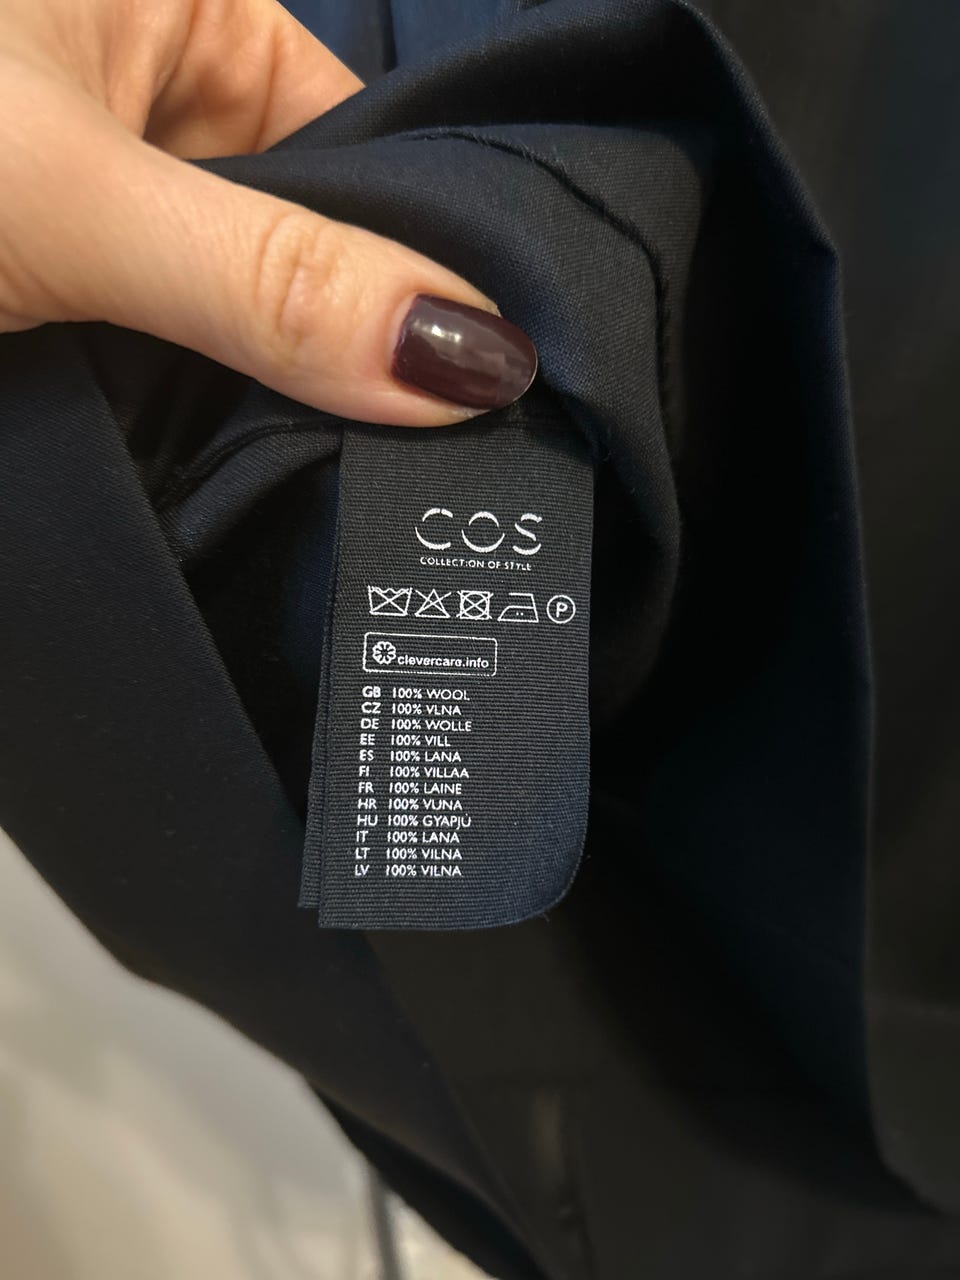 COS
COLLECTION OF STYLE
P
clevercare.info
GB 100% WOOL
CZ 100% VLNA
DE 100% WOLLE
EE 100% VILL
ES 100% LANA
FI 100% VILLAA
FR 100% LAINE
HR 100% VUNA
HU 100% GYAPJÚ
IT 100% LANA
LT 100% VILNA
LV 100% VILNA